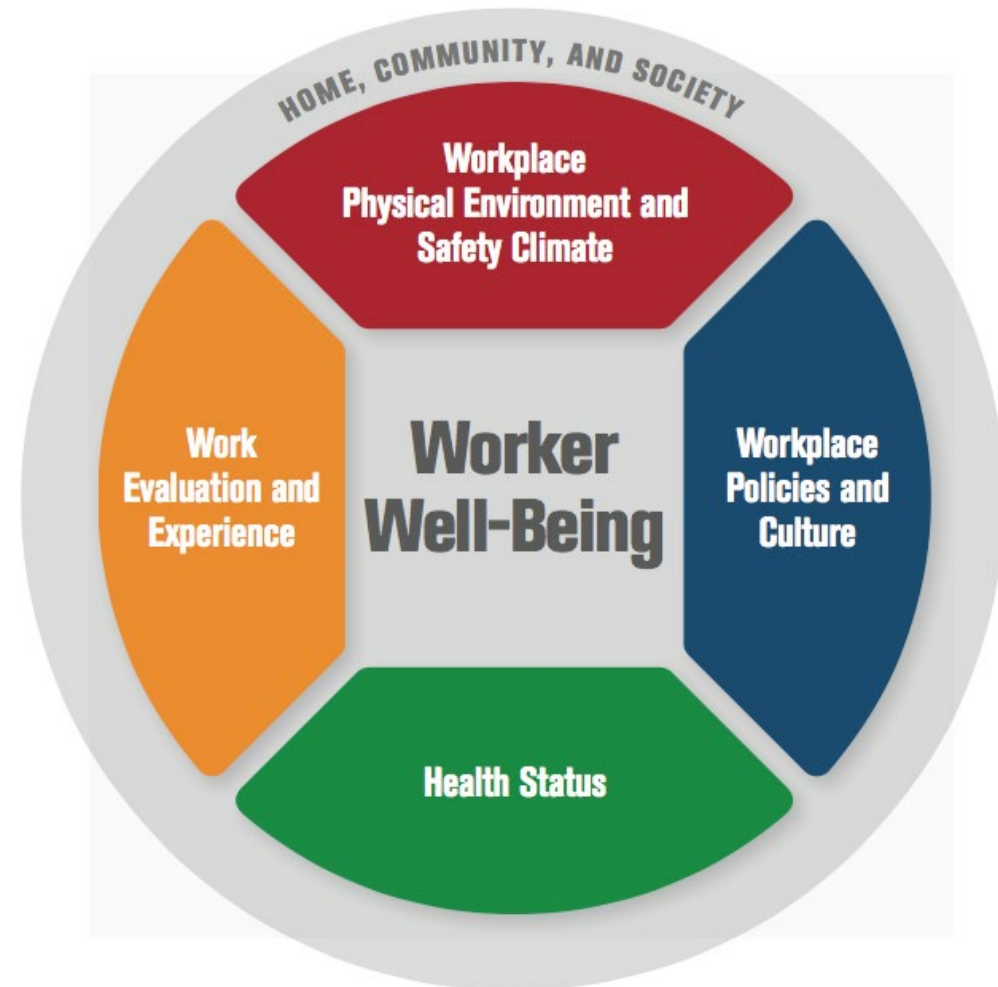 HOME, COMMUNITY, AND SOCIETY
Workplace
Physical Environment and
Safety Climate
Work
Evaluation and
Experience
Worker
Well-Being
Workplace
Policies and
Culture
Health Status